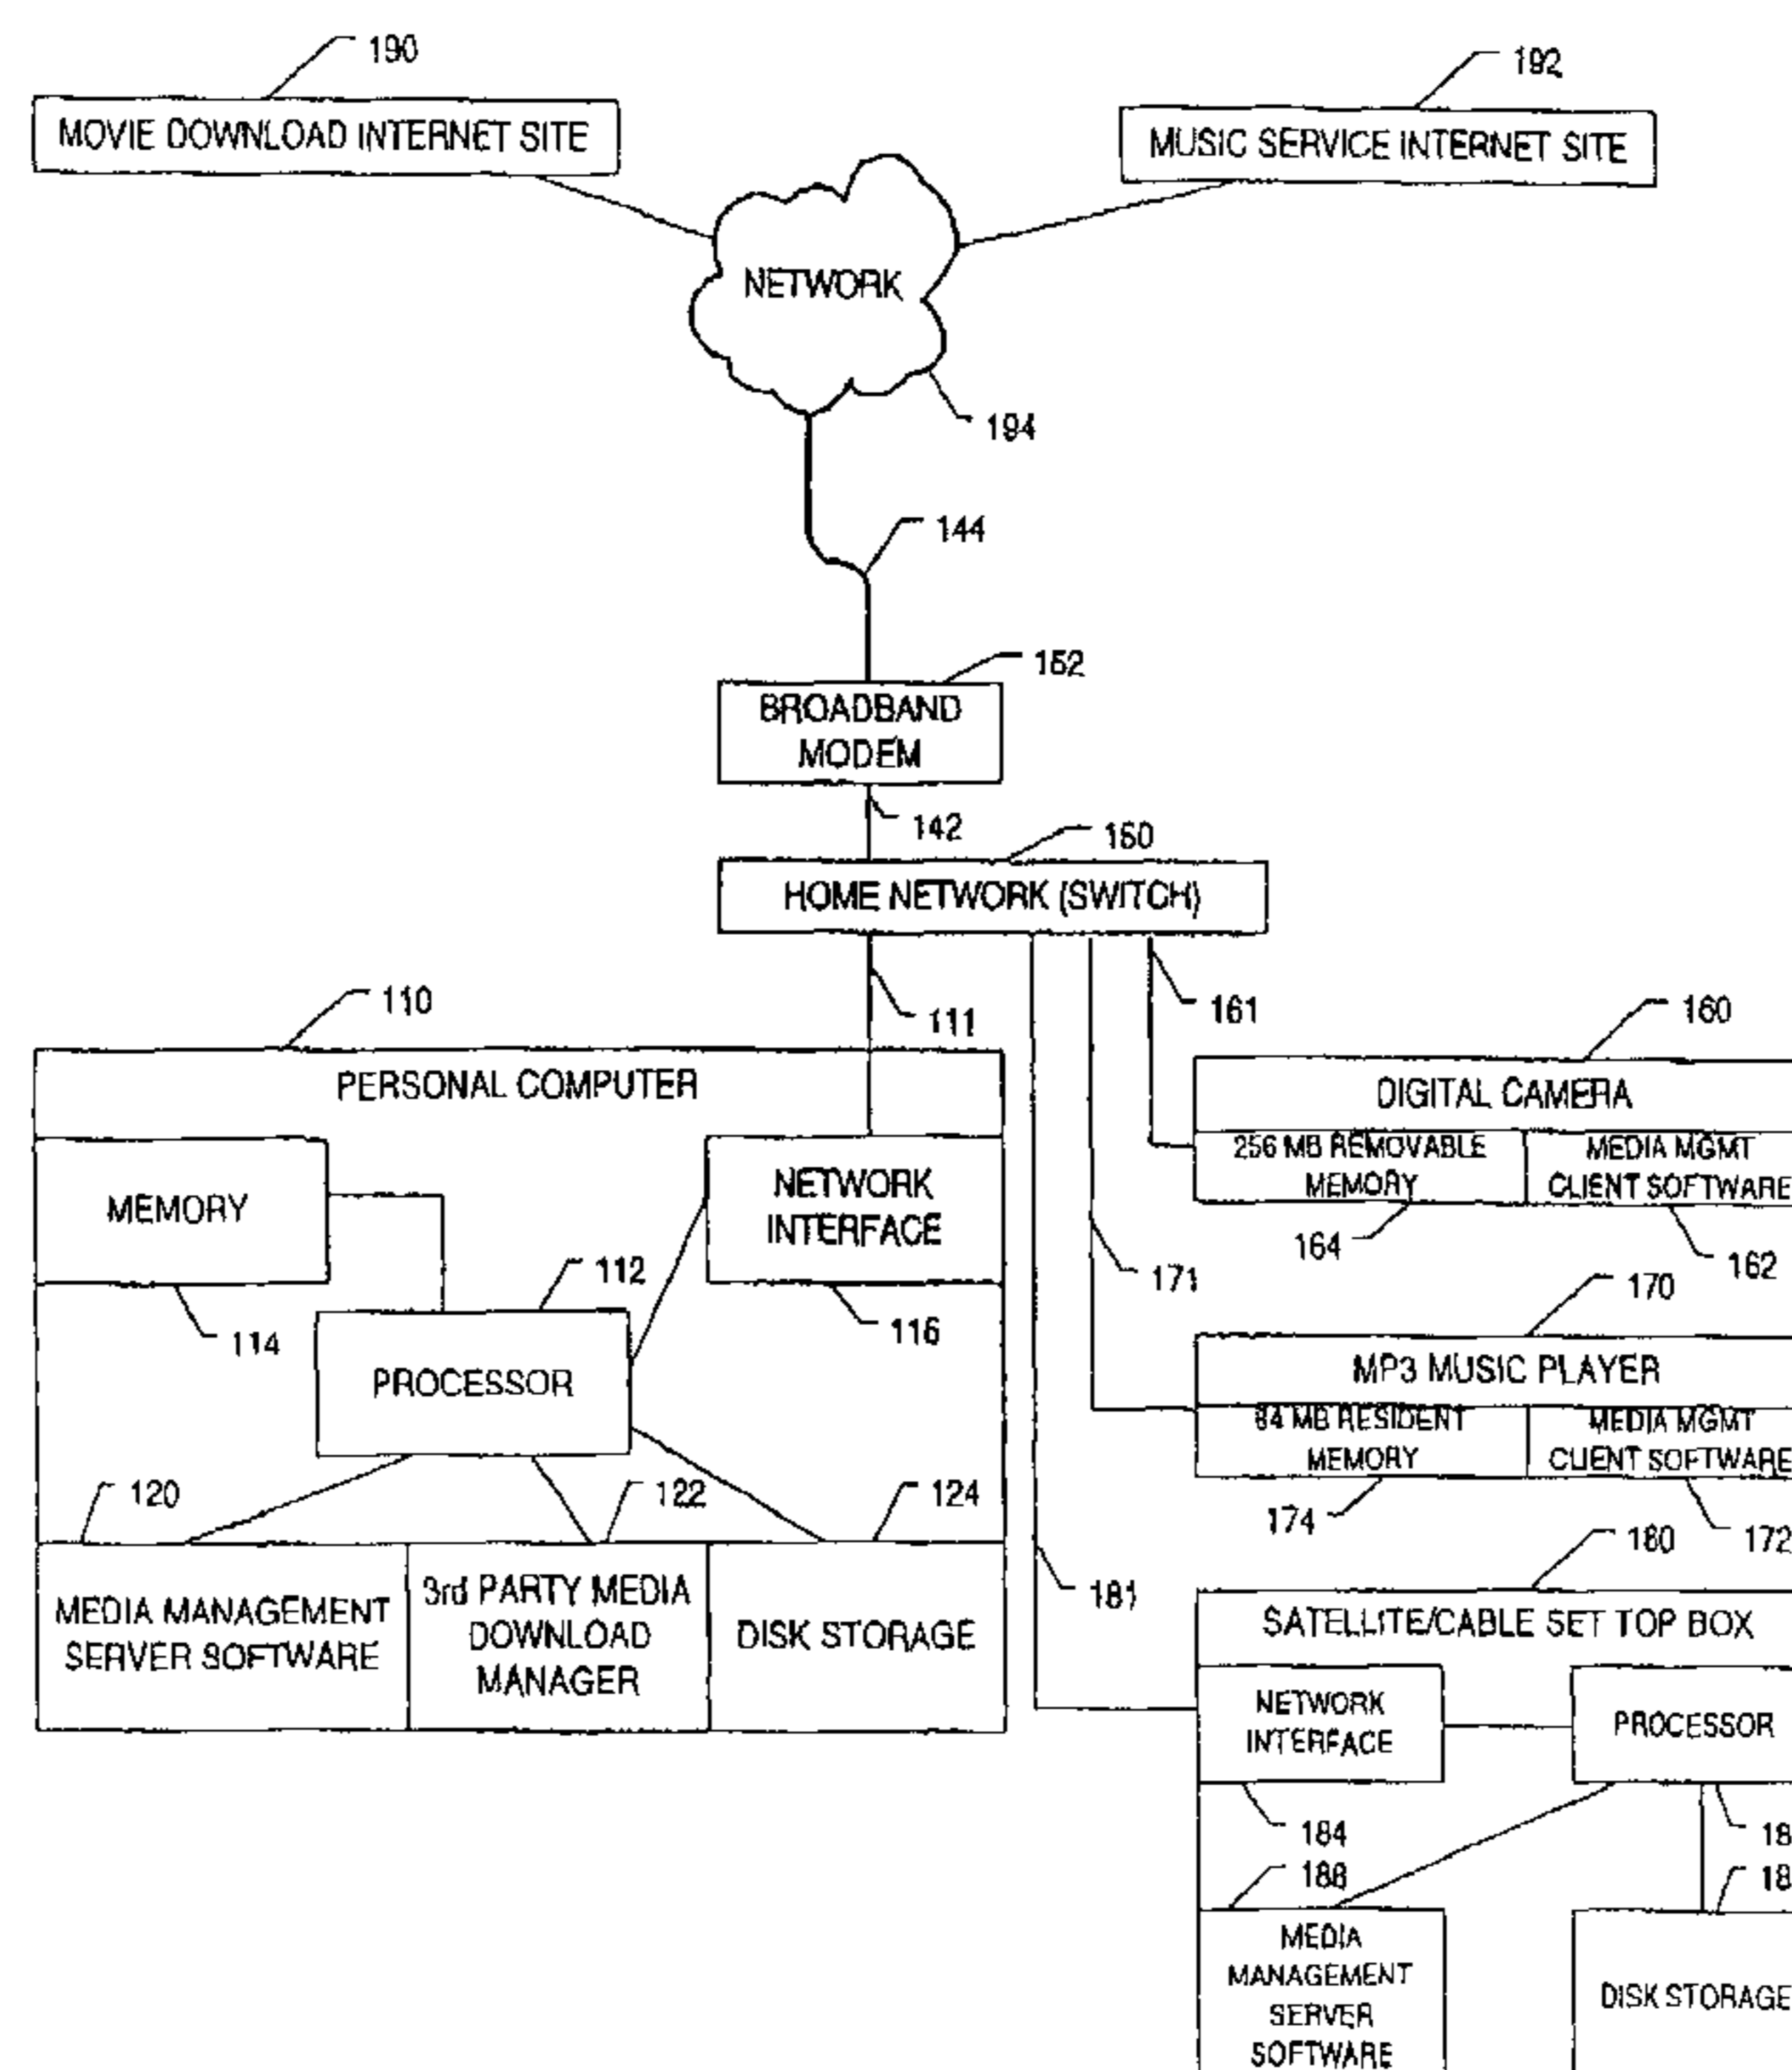 190
192
MOVIE DOWNLOAD INTERNET SITE
MUSIC SERVICE INTERNET SITE
NETWORK
194
144
152
BROADBAND
MODEM
142
150
HOME NETWORK (SWITCH)
111
161
110
PERSONAL COMPUTER
MEMORY
114
NETWORK
INTERFACE
116
112
PROCESSOR
120
122
124
MEDIA MANAGEMENT
SERVER SOFTWARE
3rd PARTY MEDIA
DOWNLOAD
MANAGER
DISK STORAGE
160
DIGITAL CAMERA
256 MB REMOVABLE
MEMORY
MEDIA MGMT
CLIENT SOFTWARE
164
162
171
170
MP3 MUSIC PLAYER
64 MB RESIDENT
MEMORY
MEDIA MGMT
CLIENT SOFTWARE
174
172
181
180
SATELLITE/CABLE SET TOP BOX
NETWORK
INTERFACE
PROCESSOR
184
18
186
18
MEDIA
MANAGEMENT
SERVER
SOFTWARE
DISK STORAGE